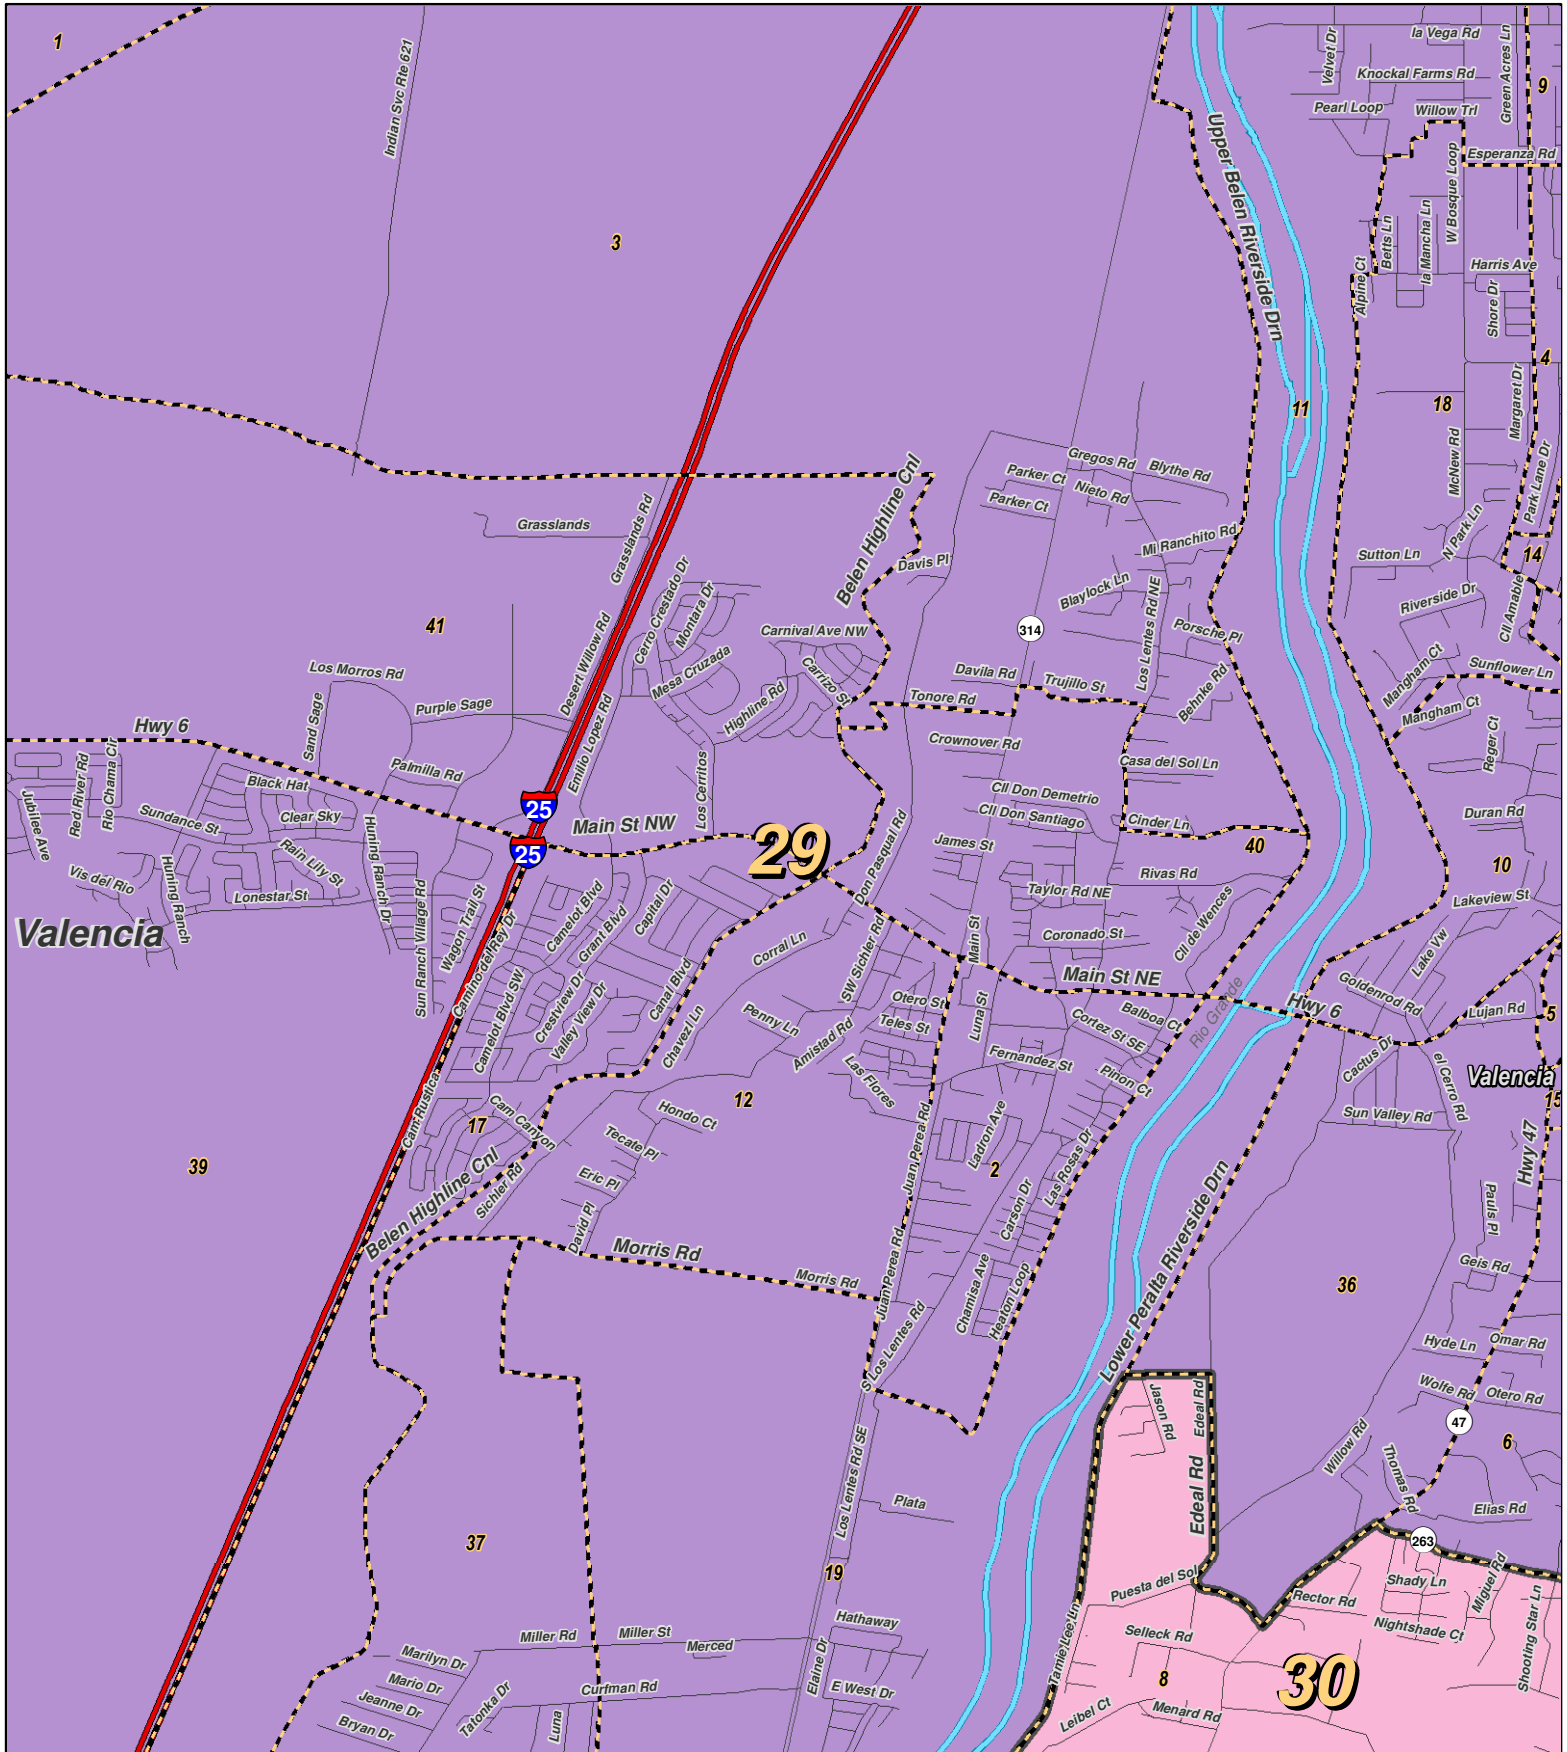 1
Indian Svc Rte 621
3
Upper Belen Riverside Drn
Velvet Dr
la Vega Rd
Green Acres Ln
Knockal Farms Rd
9
Pearl Loop
Willow Trl
Esperanza Rd
W Bosque Loop
Betts Ln
la Mancha Ln
Harris Ave
Alpine Ct
Shore Dr
4
11
18
Margaret Dr
McNew Rd
Park Lane Dr
N Park Ln
14
Sutton Ln
Riverside Dr
Cll Amable
Mangham Ct
Sunflower Ln
Mangham Ct
Reger Ct
Duran Rd
10
Lakeview St
Belen Highline Cnl
Gregos Rd
Blythe Rd
Parker Ct
Nieto Rd
Parker Ct
Mi Ranchito Rd
Davis Pl
Blaylock Ln
Los Lentes Rd NE
314
Porsche Pl
Davila Rd
Trujillo St
Behnke Rd
Tonore Rd
Crownover Rd
Casa del Sol Ln
Cll Don Demetrio
Cll Don Santiago
Cinder Ln
James St
40
Rivas Rd
Taylor Rd NE
Cll de Wences
Coronado St
Main St
Main St NE
Grasslands
Grasslands Rd
41
Cerro Crestado Dr
Montara Dr
Carnival Ave NW
Desert Willow Rd
Mesa Cruzada
Carrizo St
Highline Rd
Emilio Lopez Rd
Los Cerritos
Los Morros Rd
Purple Sage
Sand Sage
Hwy 6
Palmilla Rd
Black Hat
Clear Sky
Red River Rd
Rio Chama Cir
Jubilee Ave
Sundance St
Rain Lily St
Huning Ranch Dr
Vis del Rio
Huning Ranch
Lonestar St
25
25
Main St NW
29
Don Pasqual Rd
Valencia
Sun Ranch Village Rd
Wagon Trail St
Camino del Rey Dr
Camelot Blvd
Grant Blvd
Capital Dr
Corral Ln
SW Sichler Rd
Camelot Blvd SW
Crestview Dr
Valley View Dr
Canal Blvd
Chavez Ln
Penny Ln
Amistad Rd
Otero St
Teles St
Luna St
Las Flores
Fernandez St
Cortez St SE
Balboa Ct
Rio Grande
Pinon Ct
Hwy 6
Goldenrod Rd
Lake Vw
Lujan Rd
5
Cactus Dr
el Cerro Rd
Valencia
15
Sun Valley Rd
Hwy 47
Cam Rustica
17
Cam Canyon
12
Hondo Ct
Tecate Pl
Eric Pl
David Pl
Sichler Rd
Belen Highline Cnl
39
Juan Perea Rd
Ladron Ave
2
Las Rosas Dr
Carson Dr
Morris Rd
Morris Rd
Juan Perea Rd
Chamisa Ave
Heaton Loop
S Los Lentes Rd
Lower Peralta Riverside Drn
36
Pauls Pl
Geis Rd
Hyde Ln
Omar Rd
Wolfe Rd
Otero Rd
47
6
Jason Rd
Edeal Rd
Edeal Rd
Willow Rd
Thomas Rd
Elias Rd
263
Los Lentes Rd SE
Plata
37
19
Puesta del Sol
Rector Rd
Shady Ln
Miguel Rd
Nightshade Ct
Shooting Star Ln
Hathaway
Miller Rd
Miller St
Merced
Elaine Dr
Marilyn Dr
Mario Dr
Jeanne Dr
Bryan Dr
Tatonka Dr
Luna
Curfman Rd
E West Dr
Tamie Lee Ln
Selleck Rd
8
30
Leibel Ct
Menard Rd